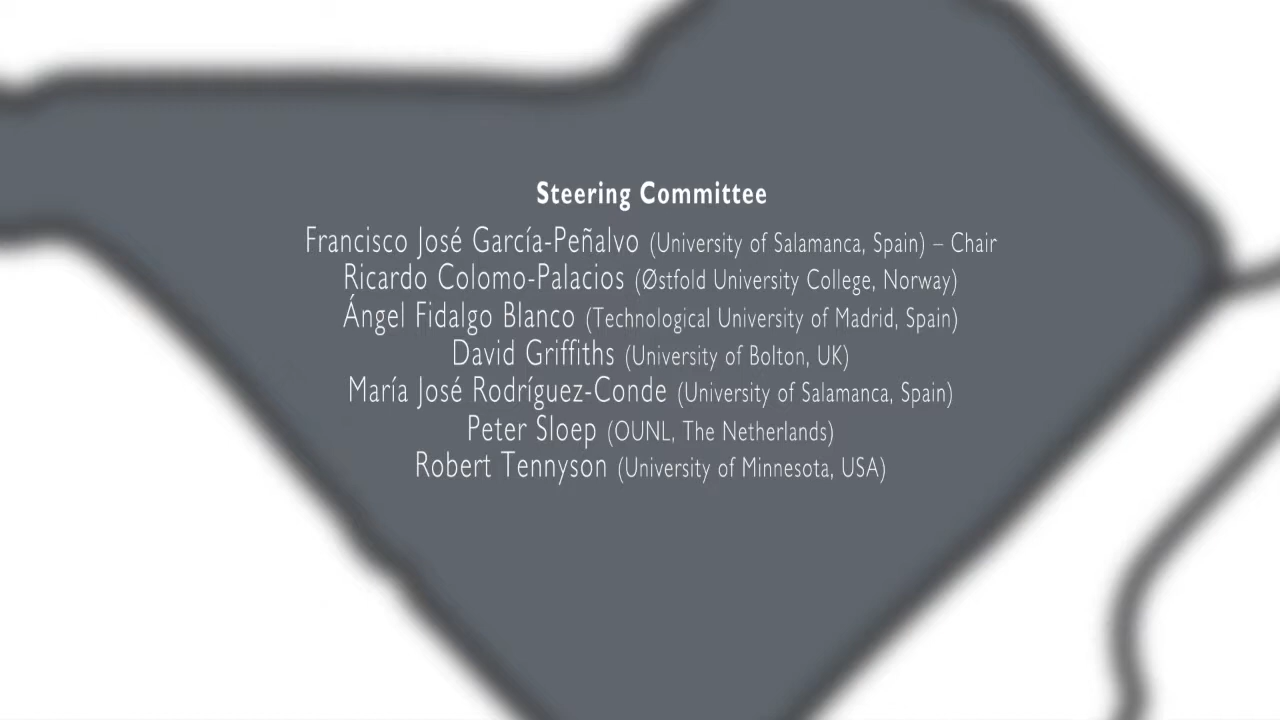 Steering Committee
Francisco José García-Peñalvo (University of Salamanca, Spain) – Chair
Ricardo Colomo-Palacios (Østfold University College, Norway)
Ángel Fidalgo Blanco (Technological University of Madrid, Spain)
David Griffiths (University of Bolton, UK)
María José Rodríguez-Conde (University of Salamanca, Spain)
Peter Sloep (OUNL, The Netherlands)
Robert Tennyson (University of Minnesota, USA)